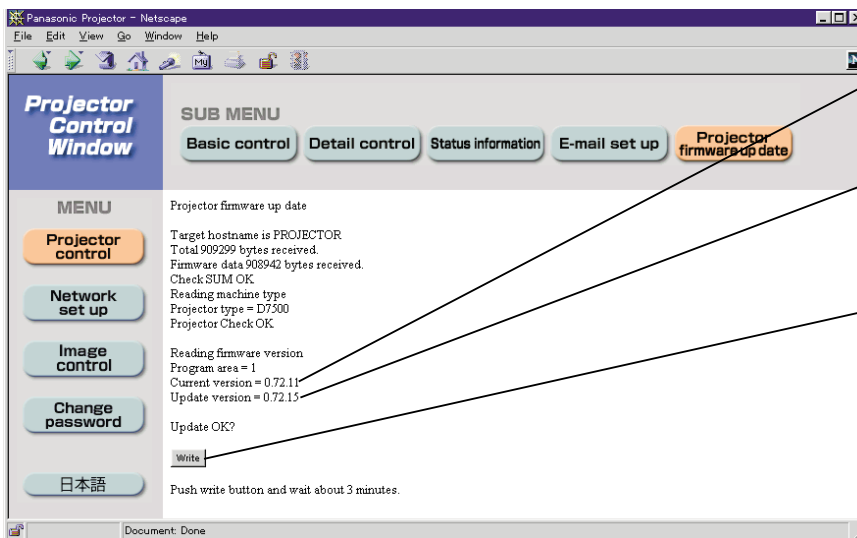 Panasonic Projector - Netscape
File Edit View Go Window Help
My
Projector
Control
Window
SUB MENU
Basic control
Detail control
Status information
E-mail set up
Projector
firmware up date
MENU
Projector
control
Network
set up
Image
control
Change
password
日本語
Projector firmware up date
Target hostname is PROJECTOR
Total 909299 bytes received.
Firmware data 908942 bytes received.
Check SUM OK
Reading machine type
Projector type = D7500
Projector Check OK
Reading firmware version
Program area = 1
Current version = 0.72.11
Update version = 0.72.15
Update OK?
Write
Push write button and wait about 3 minutes.
Document: Done